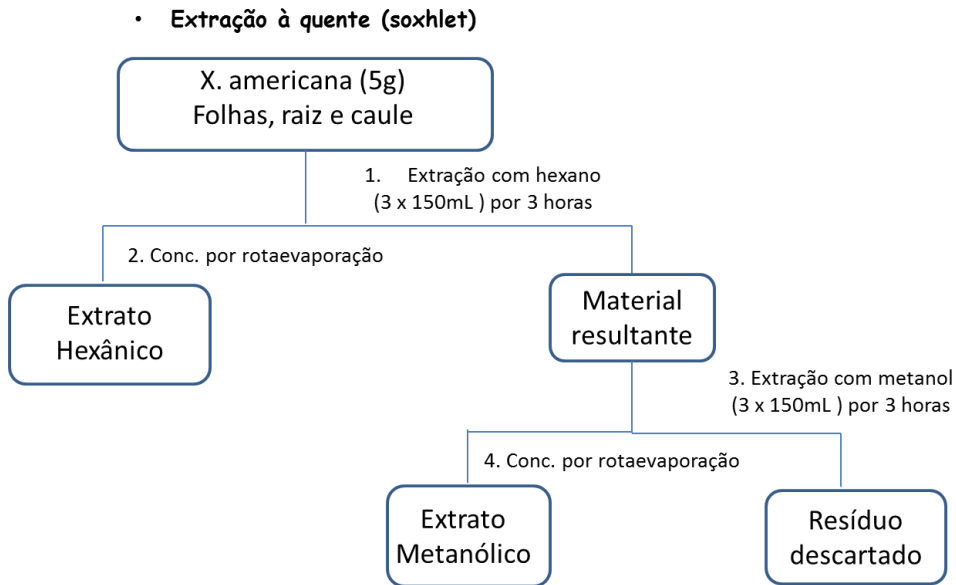 • Extração à quente (soxhlet)
X. americana (5g)
Folhas, raiz e caule
1. Extração com hexano
(3 x 150mL ) por 3 horas
2. Conc. por rotaevaporação
Extrato
Hexânico
Material
resultante
3. Extração com metanol
(3 x 150mL ) por 3 horas
4. Conc. por rotaevaporação
Extrato
Metanólico
Resíduo
descartado